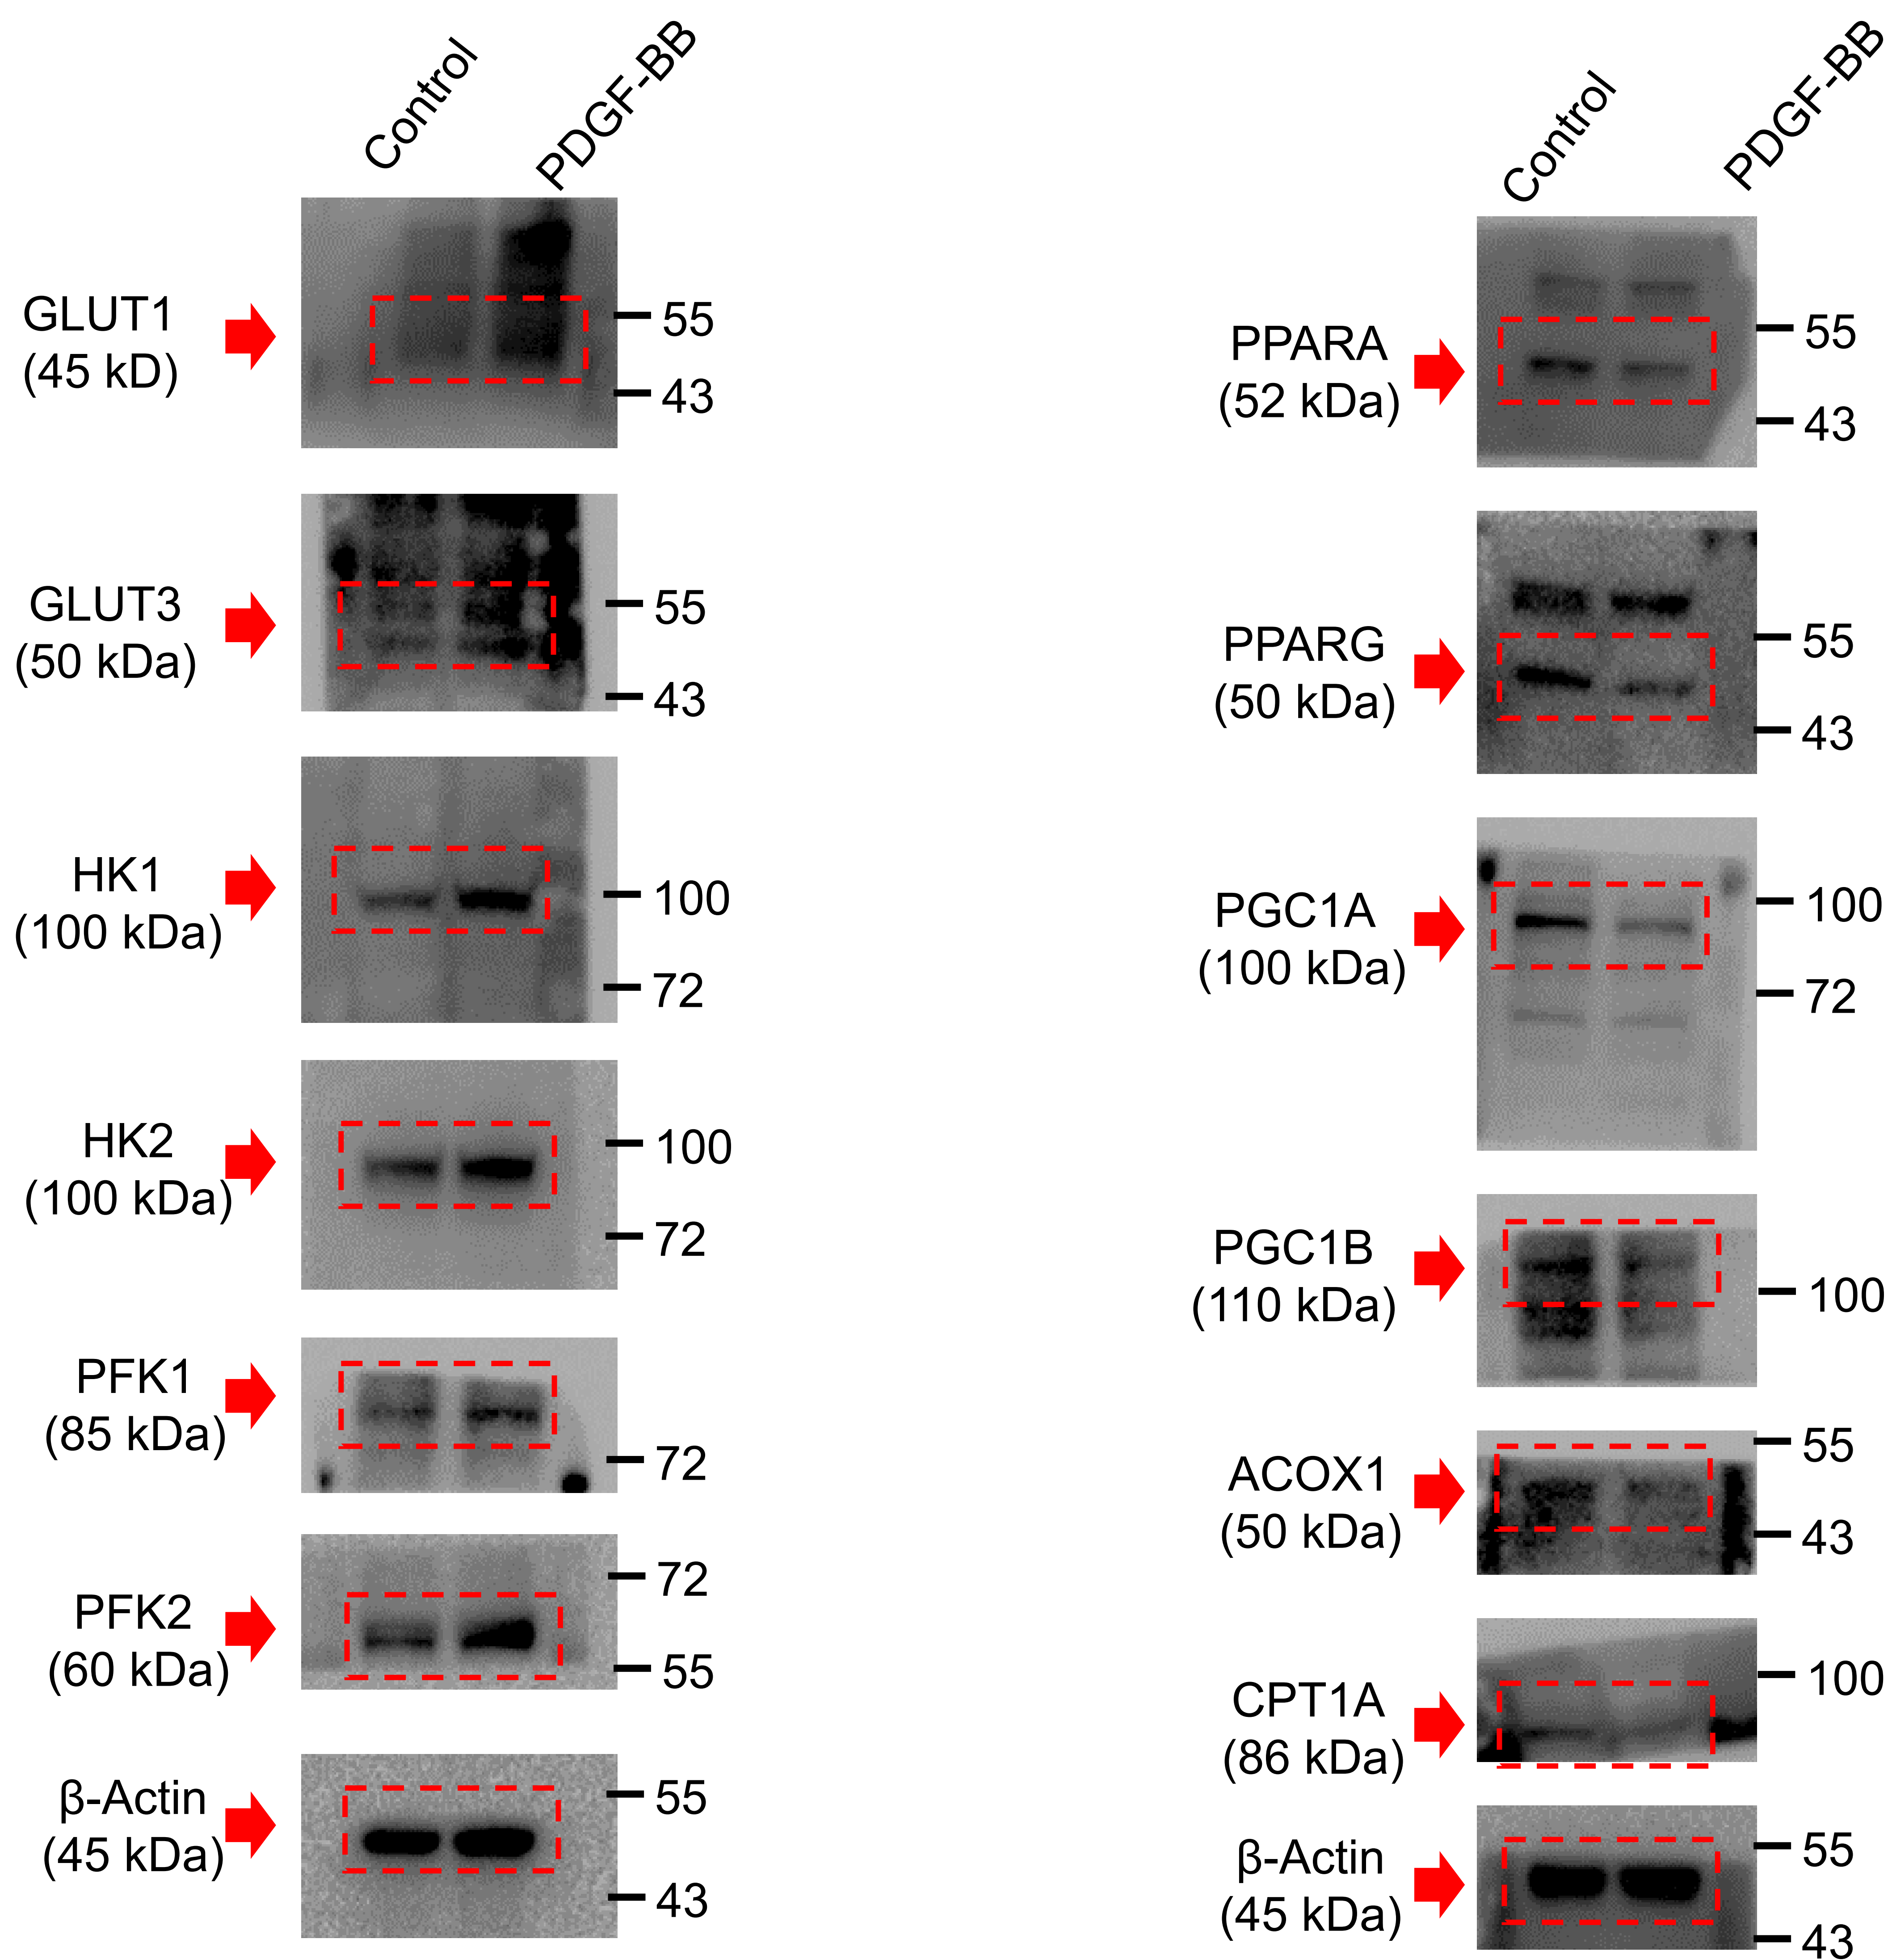 Control
PDGF-BB
GLUT1
(45 kD)
55
43
GLUT3
(50 kDa)
55
43
HK1
(100 kDa)
100
72
HK2
(100 kDa)
100
72
PFK1
(85 kDa)
72
PFK2
(60 kDa)
72
55
β-Actin
(45 kDa)
55
43
Control
PDGF-BB
PPARA
(52 kDa)
55
43
PPARG
(50 kDa)
55
43
PGC1A
(100 kDa)
100
72
PGC1B
(110 kDa)
100
ACOX1
(50 kDa)
55
43
CPT1A
(86 kDa)
100
β-Actin
(45 kDa)
55
43